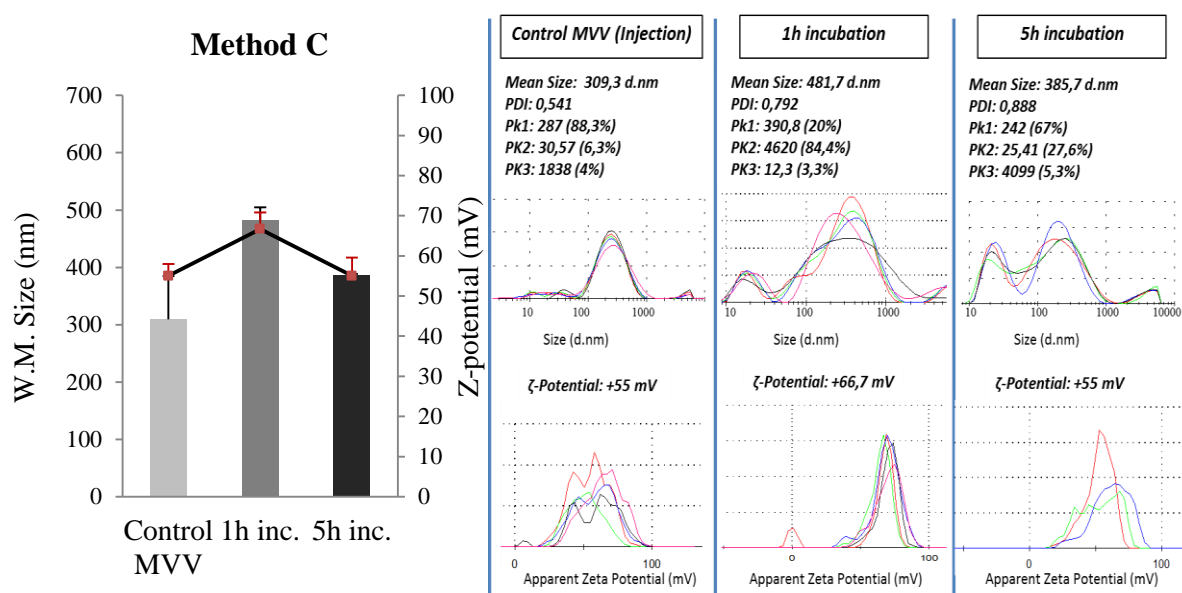 Method C
W.M. Size (nm)
700
600
500
400
300
200
100
0
Control 1h inc. 5h inc.
MVV
100
90
80
70
60
50
40
30
20
10
0
Z-potential (mV)
Control MVV (Injection)
Mean Size: 309,3 d.nm
PDI: 0,541
Pk1: 287 (88,3%)
PK2: 30,57 (6,3%)
PK3: 1838 (4%)
10 100 1000
Size (d.nm)
ζ-Potential: +55 mV
0 100
Apparent Zeta Potential (mV)
1h incubation
Mean Size: 481,7 d.nm
PDI: 0,792
Pk1: 390,8 (20%)
PK2: 4620 (84,4%)
PK3: 12,3 (3,3%)
10 100 1000
Size (d.nm)
ζ-Potential: +66,7 mV
0 100
Apparent Zeta Potential (mV)
5h incubation
Mean Size: 385,7 d.nm
PDI: 0,888
Pk1: 242 (67%)
PK2: 25,41 (27,6%)
PK3: 4099 (5,3%)
10 100 1000 10000
Size (d.nm)
ζ-Potential: +55 mV
0 100
Apparent Zeta Potential (mV)